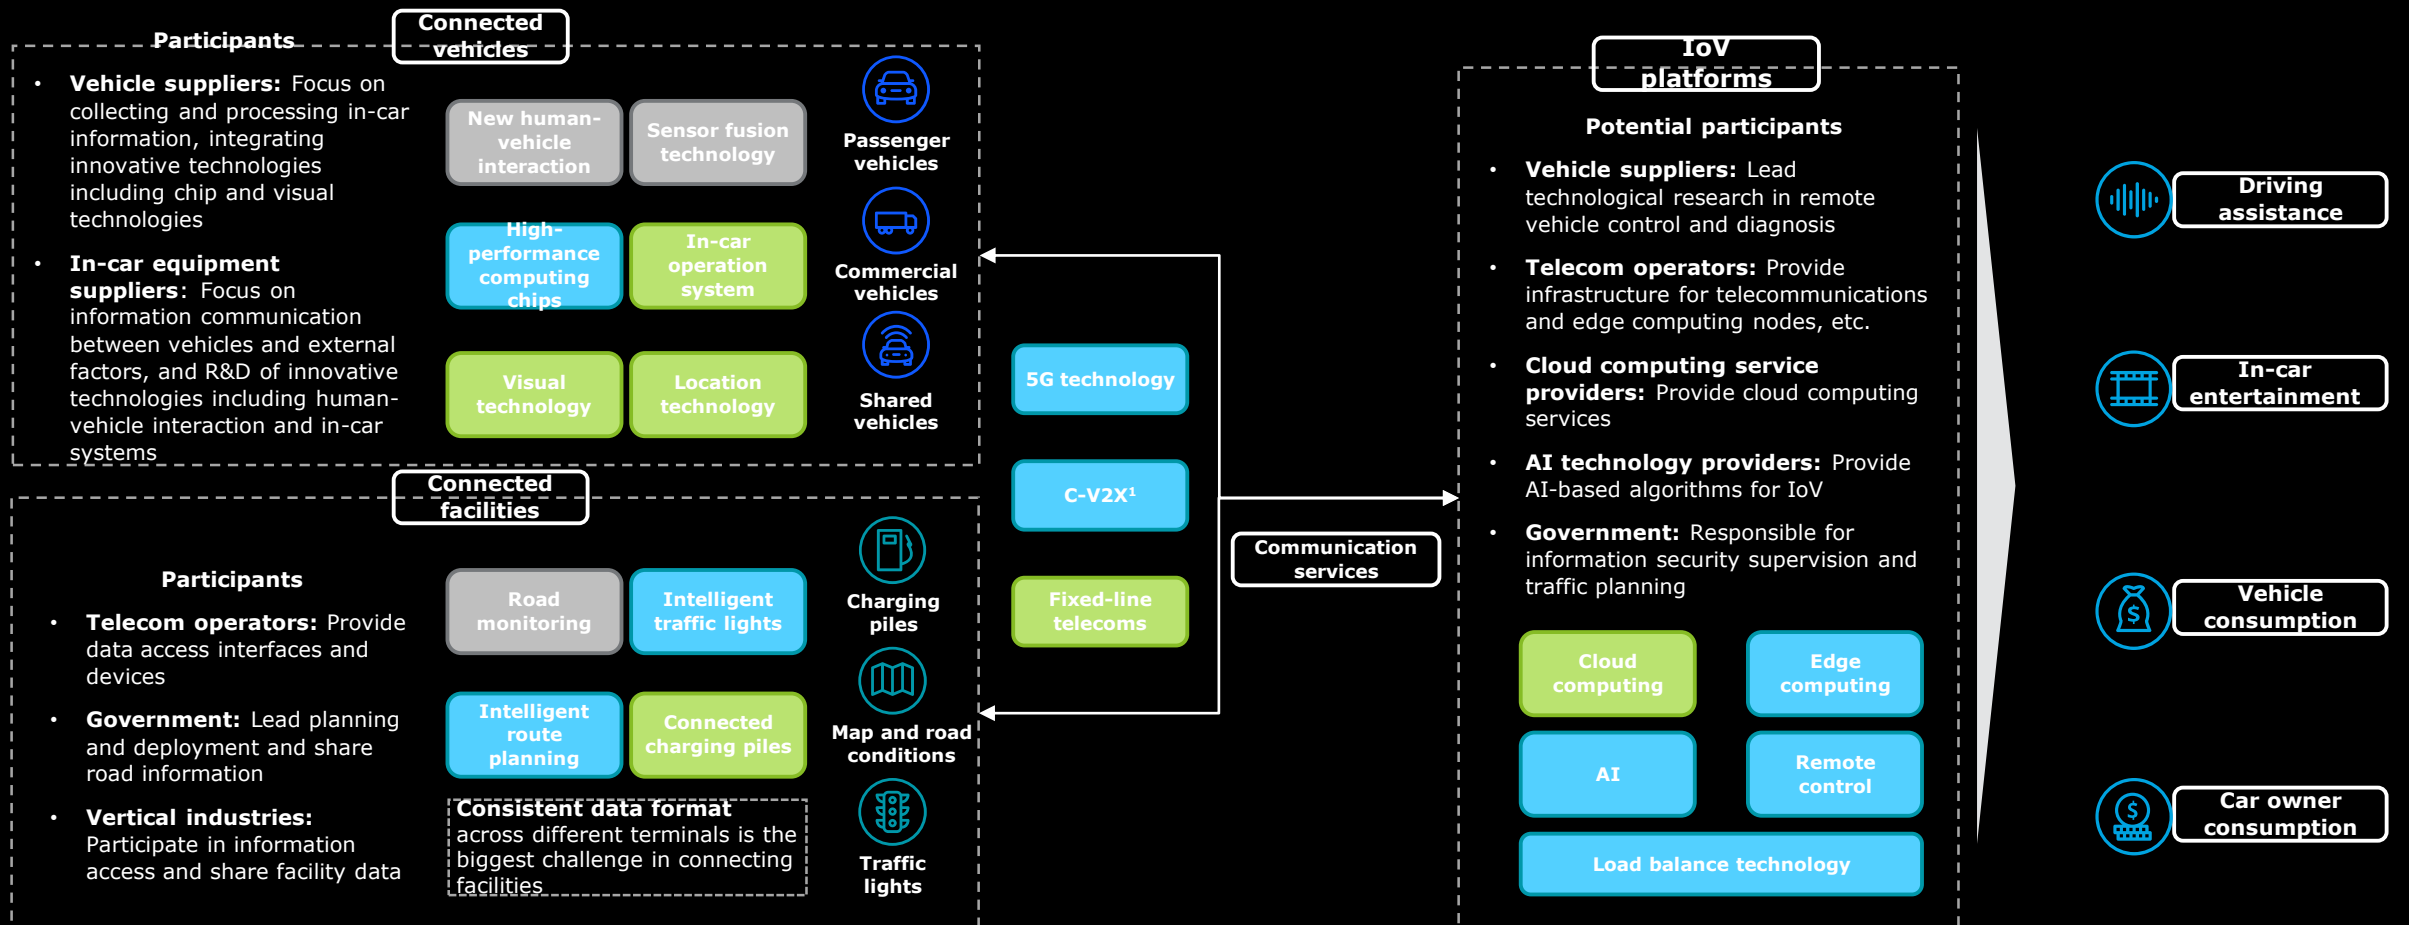 Connected
vehicles
Participants
• Vehicle suppliers: Focus on
collecting and processing in-car
information, integrating
innovative technologies
including chip and visual
technologies
• In-car equipment
suppliers: Focus on
information communication
between vehicles and external
factors, and R&D of innovative
technologies including human-
vehicle interaction and in-car
systems
New human-
vehicle
interaction
Sensor fusion
technology
High-
performance
computing
chips
In-car
operation
system
Visual
technology
Location
technology
Passenger
vehicles
Commercial
vehicles
Shared
vehicles
Connected
facilities
Participants
• Telecom operators: Provide
data access interfaces and
devices
• Government: Lead planning
and deployment and share
road information
• Vertical industries:
Participate in information
access and share facility data
Road
monitoring
Intelligent
traffic lights
Intelligent
route
planning
Connected
charging piles
Consistent data format
across different terminals is the
biggest challenge in connecting
facilities
Charging
piles
Map and road
conditions
Traffic
lights
5G technology
C-V2X¹
Fixed-line
telecoms
Communication
services
IoV
platforms
Potential participants
• Vehicle suppliers: Lead
technological research in remote
vehicle control and diagnosis
• Telecom operators: Provide
infrastructure for telecommunications
and edge computing nodes, etc.
• Cloud computing service
providers: Provide cloud computing
services
• AI technology providers: Provide
AI-based algorithms for IoV
• Government: Responsible for
information security supervision and
traffic planning
Cloud
computing
Edge
computing
AI
Remote
control
Load balance technology
Driving
assistance
In-car
entertainment
Vehicle
consumption
Car owner
consumption